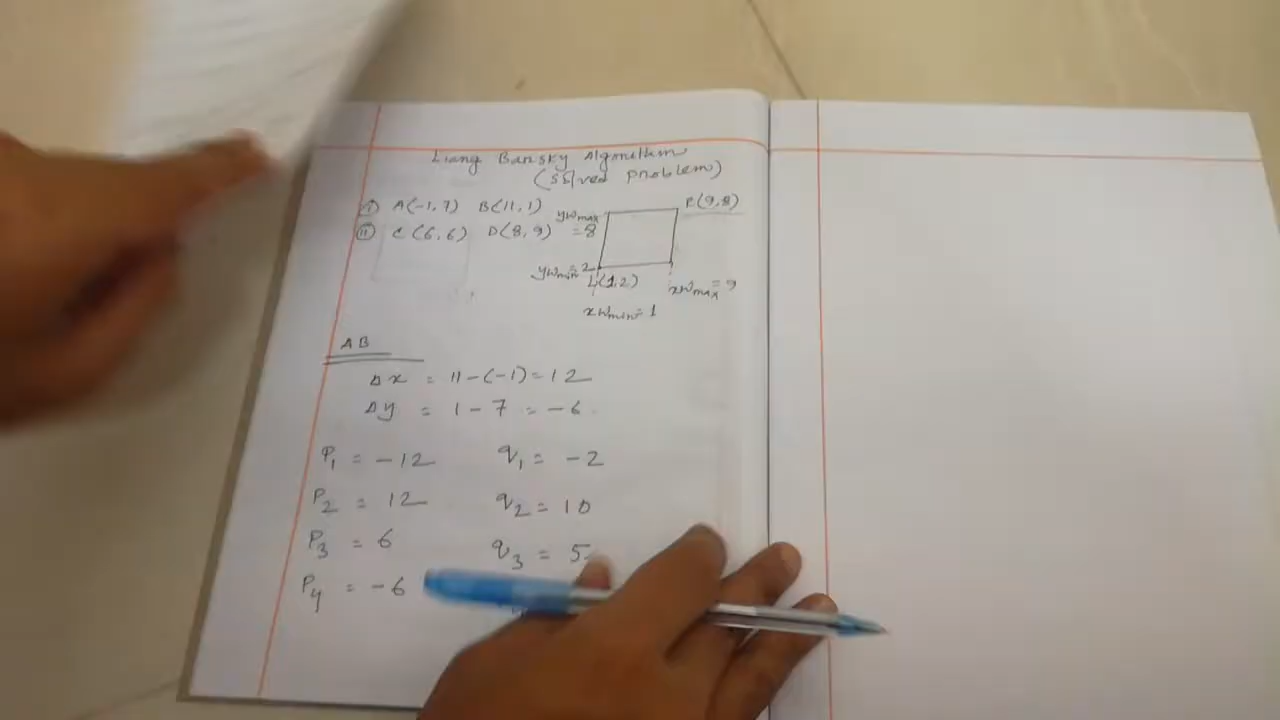 Liang Barsky Algorithm
(Solved Problem)
i A(-1, 7) B(11, 1)
ii C(6, 6) D(8, 9)
ywmax = 8
R(9, 8)
ywmin = 2
L(1, 2)
xwmax = 9
xwmin = 1
AB
Δx = 11 - (-1) = 12
Δy = 1 - 7 = -6
P1 = -12 q1 = -2
P2 = 12 q2 = 10
P3 = 6 q3 = 5
P4 = -6